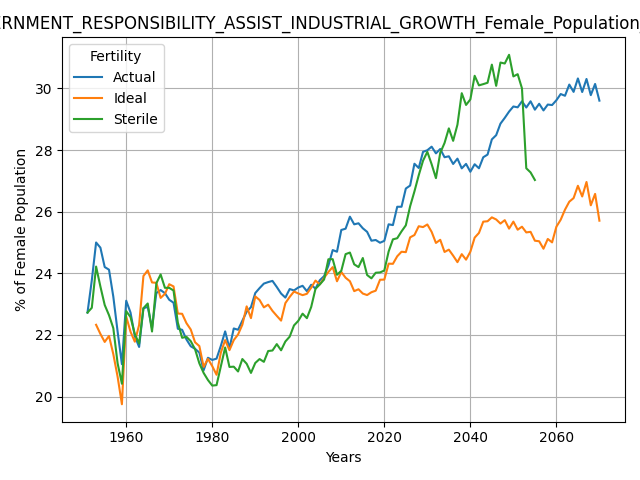 ERNMENT_RESPONSIBILITY_ASSIST_INDUSTRIAL_GROWTH_Female_Population
Fertility
Actual
Ideal
Sterile
% of Female Population
30
28
26
24
22
20
1960
1980
2000
2020
2040
2060
Years